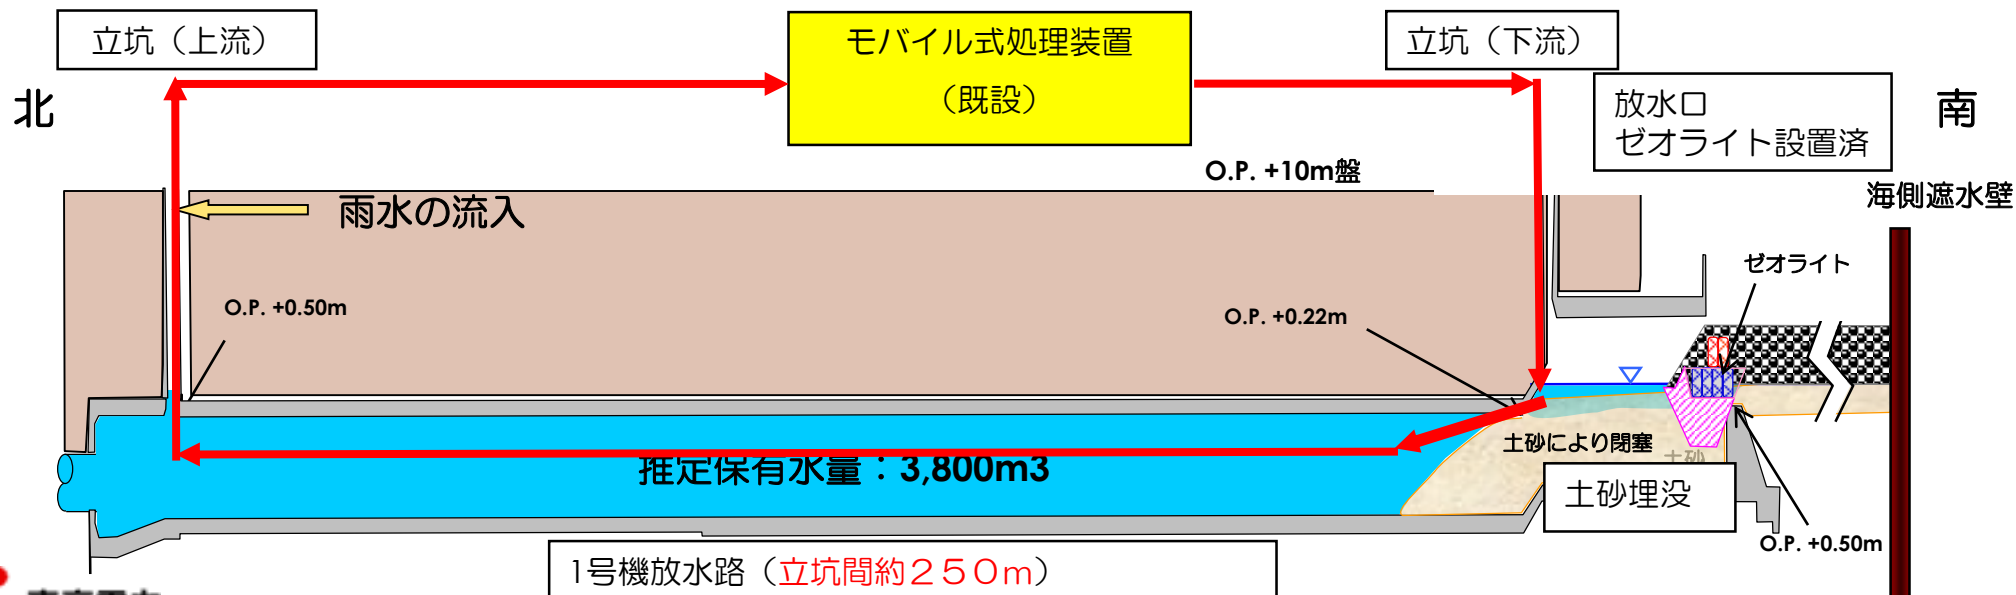 立坑（上流）
モバイル式処理装置
（既設）
立坑（下流）
北
放水口
ゼオライト設置済
南
O.P. +10m盤
海側遮水壁
雨水の流入
ゼオライト
O.P. +0.50m
O.P. +0.22m
土砂により閉塞
土砂
推定保有水量：3,800m3
土砂埋没
O.P. +0.50m
1号機放水路（立坑間約２５０m）